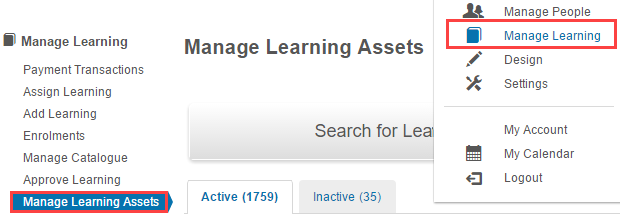 Manage Learning
Payment Transactions
Assign Learning
Add Learning
Enrolments
Manage Catalogue
Approve Learning
Manage Learning Assets
Manage Learning Assets
Search for Lear
Active (1759)
Inactive (35)
Manage People
Manage Learning
Design
Settings
My Account
My Calendar
Logout